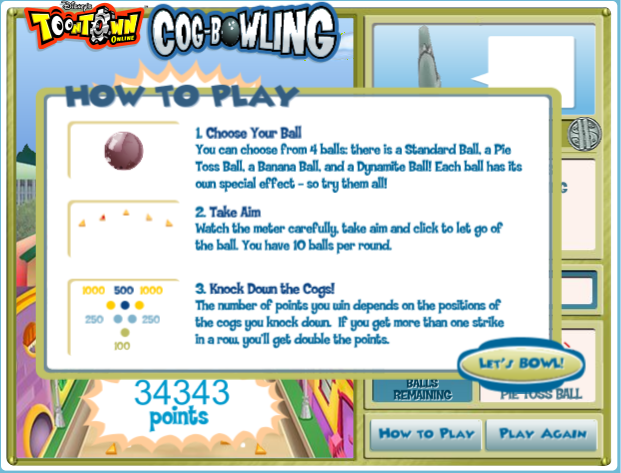 Disney's
TOONTOWN
ONLINE
COG-BOWLING
HOW TO PLAY
1. Choose Your Ball
You can choose from 4 balls: there is a Standard Ball, a Pie
Toss Ball, a Banana Ball, and a Dynamite Ball! Each ball has its
own special effect - so try them all!
2. Take Aim
Watch the meter carefully, take aim and click to let go of
the ball. You have 10 balls per round.
1000 500 1000
250 250
100
3. Knock Down the Cogs!
The number of points you win depends on the positions of
the cogs you knock down. If you get more than one strike
in a row, you'll get double the points.
LET'S BOWL!
34343
points
BALLS
REMAINING
PIE TOSS BALL
HOW TO PLAY
PLAY AGAIN